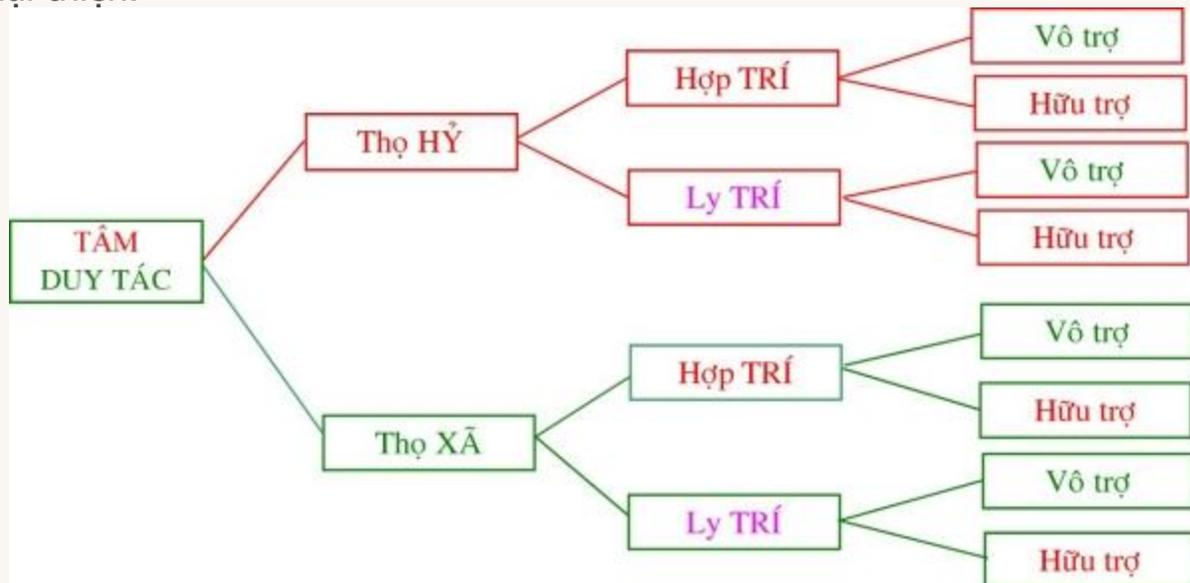 Vô trợ
Hợp TRÍ
Hữu trợ
Thọ HỶ
Vô trợ
Ly TRÍ
Hữu trợ
TÂM
DUY TÁC
Vô trợ
Hợp TRÍ
Hữu trợ
Thọ XÃ
Vô trợ
Ly TRÍ
Hữu trợ